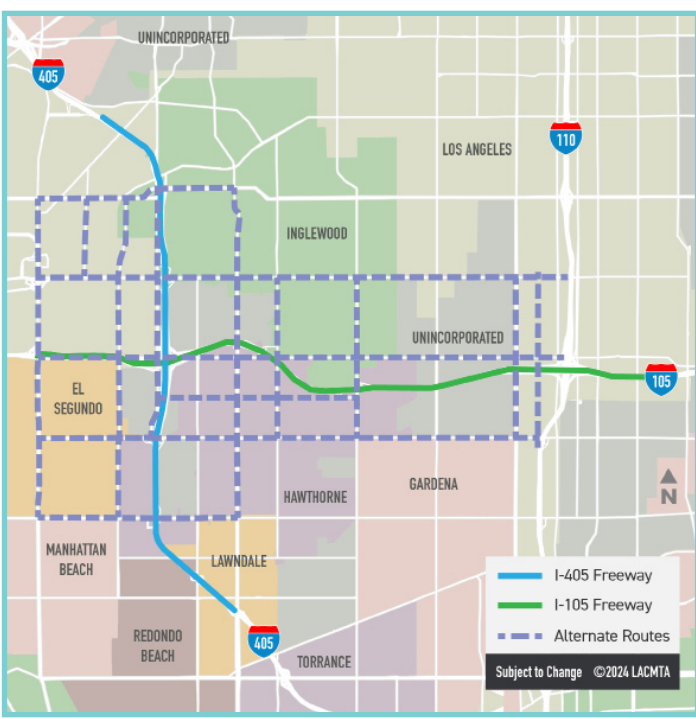 UNINCORPORATED
405
LOS ANGELES
110
INGLEWOOD
UNINCORPORATED
105
EL
SEGUNDO
GARDENA
HAWTHORNE
N
MANHATTAN
BEACH
LAWNDALE
I-405 Freeway
I-105 Freeway
Alternate Routes
REDONDO
BEACH
405
TORRANCE
Subject to Change ©2024 LACMTA